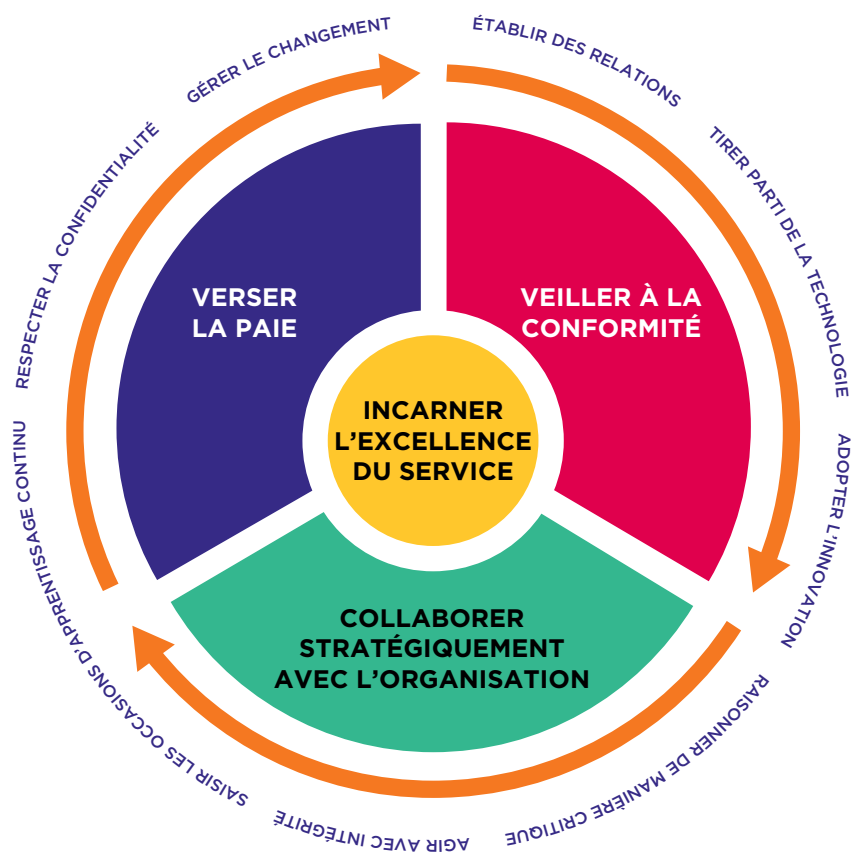 ÉTABLIR DES RELATIONS
TIRER PARTI DE LA TECHNOLOGIE
ADOPTER L'INNOVATION
RAISONNER DE MANIÈRE CRITIQUE
AGIR AVEC INTÉGRITÉ
SAISIR LES OCCASIONS D'APPRENTISSAGE CONTINU
RESPECTER LA CONFIDENTIALITÉ
GÉRER LE CHANGEMENT
VERSER
LA PAIE
VEILLER À LA
CONFORMITÉ
INCARNER
L’EXCELLENCE
DU SERVICE
COLLABORER
STRATÉGIQUEMENT
AVEC L’ORGANISATION